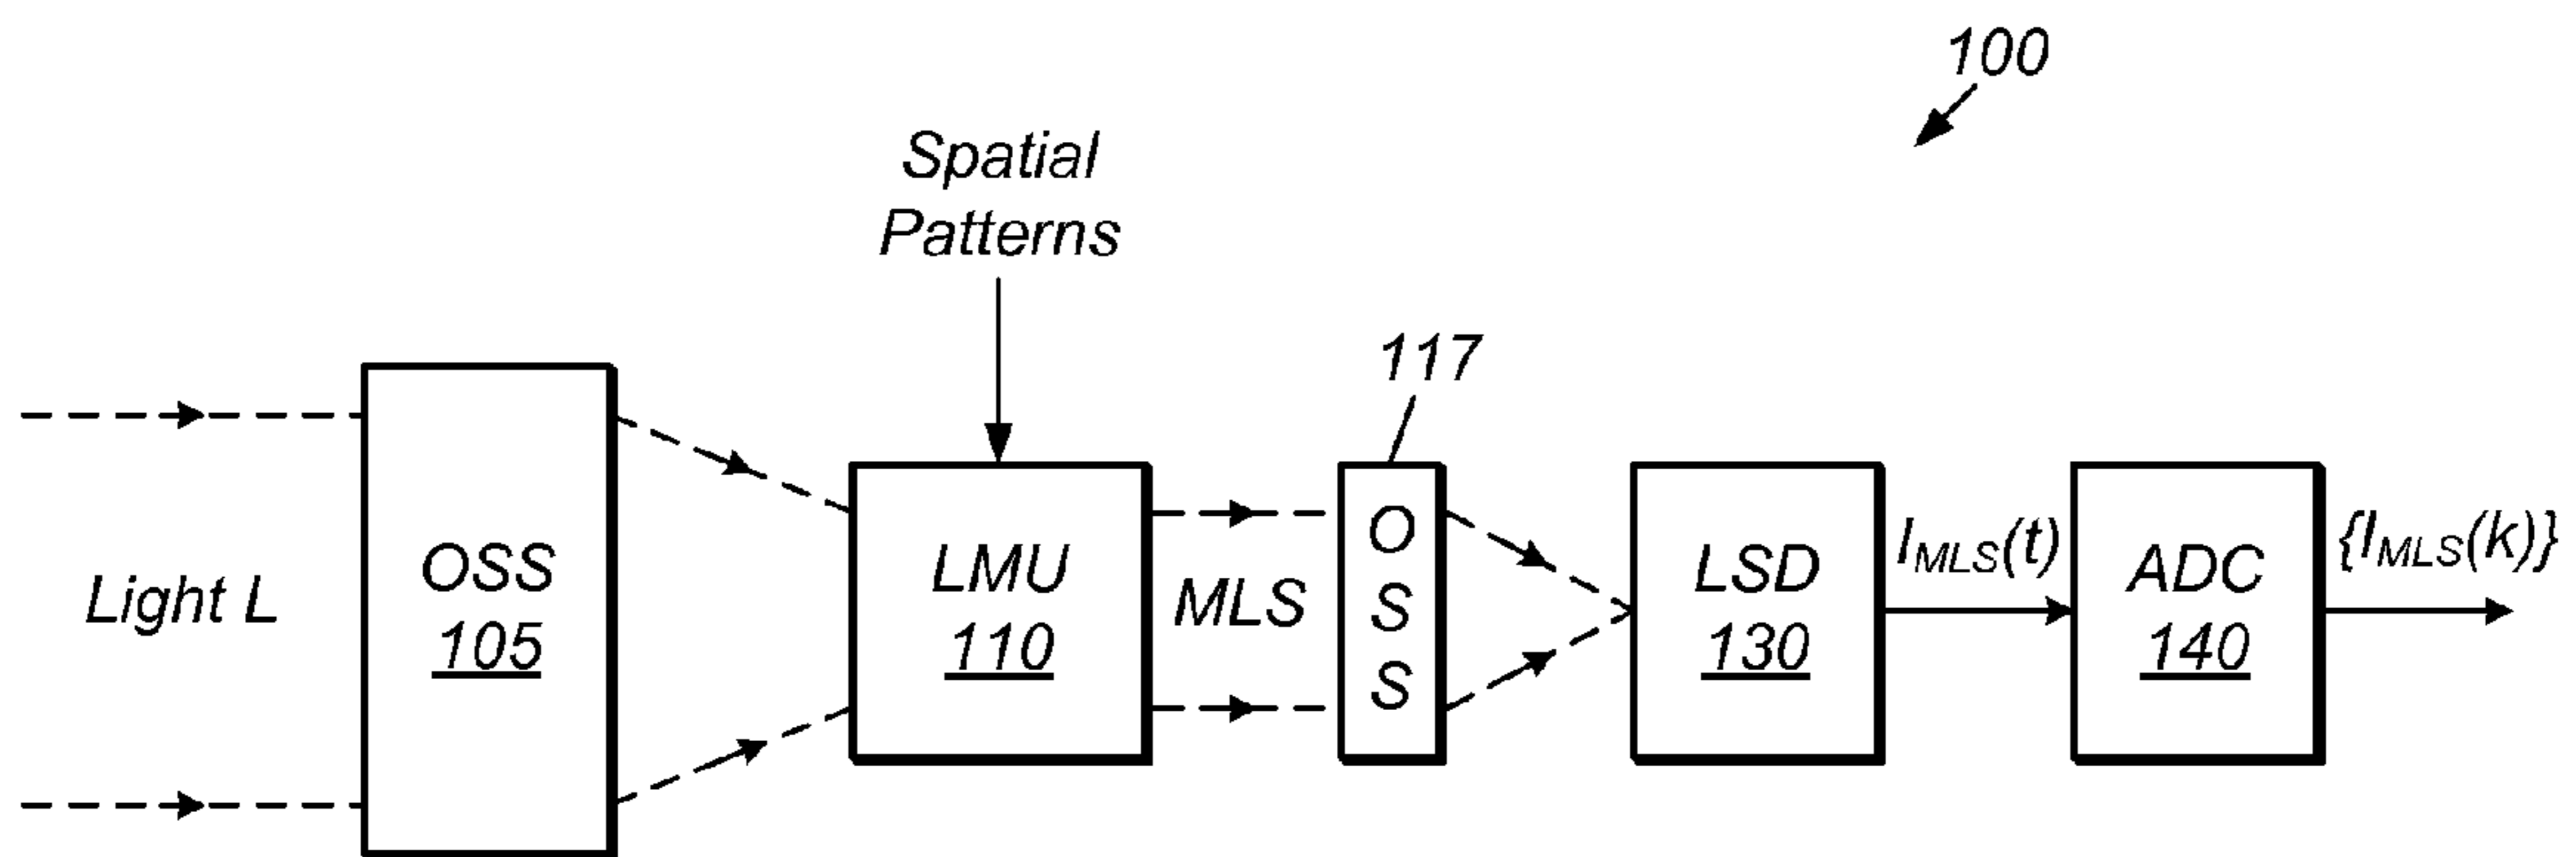 100
Spatial
Patterns
117
Light L
OSS
105
LMU
110
MLS
O
S
S
LSD
130
I_MLS(t)
ADC
140
{I_MLS(k)}